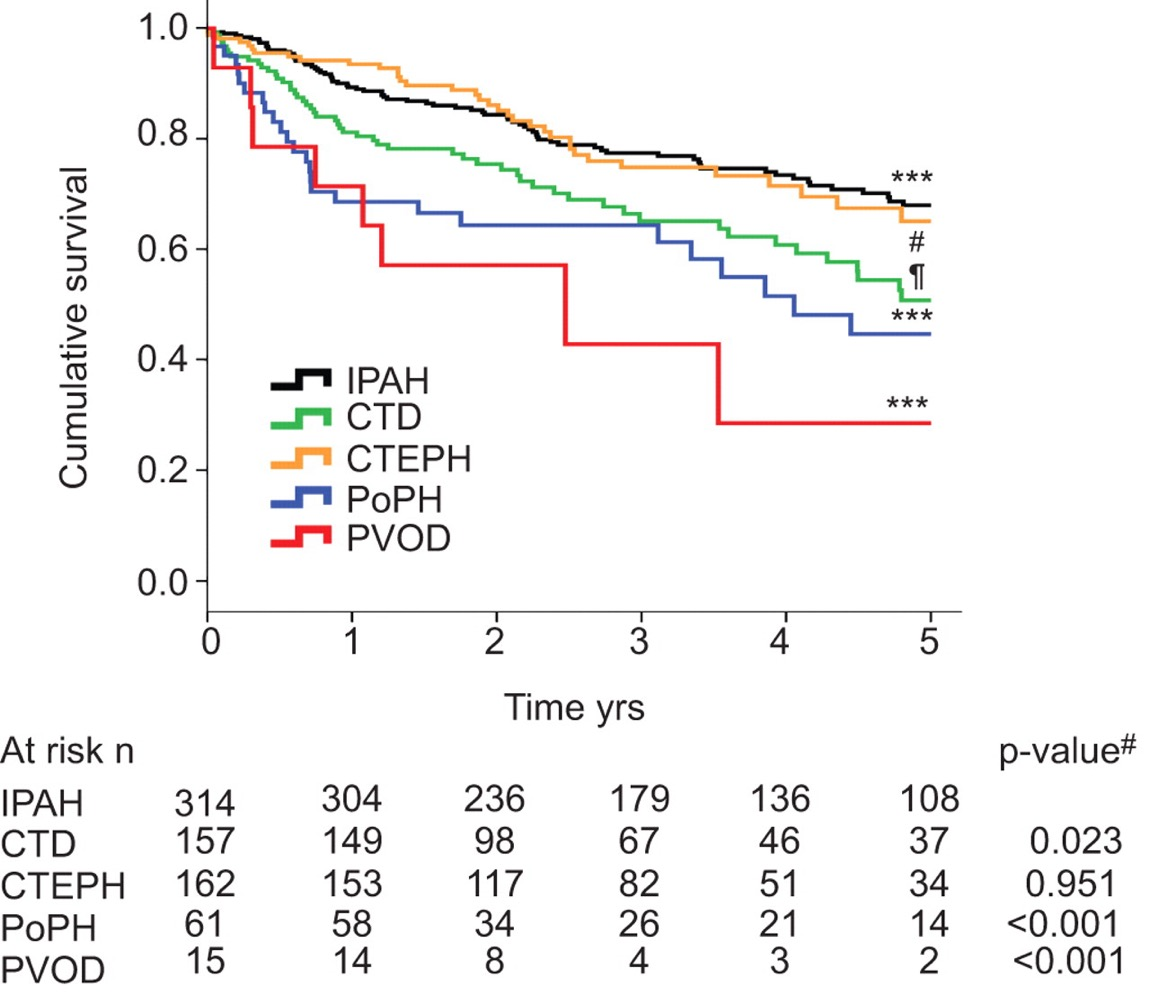 1.0
0.8
0.6
0.4
0.2
0.0
Cumulative survival
***
#
¶
***
***
IPAH
CTD
CTEPH
PoPH
PVOD
0 1 2 3 4 5
Time yrs
At risk n p-value#
IPAH 314 304 236 179 136 108
CTD 157 149 98 67 46 37 0.023
CTEPH 162 153 117 82 51 34 0.951
PoPH 61 58 34 26 21 14 <0.001
PVOD 15 14 8 4 3 2 <0.001